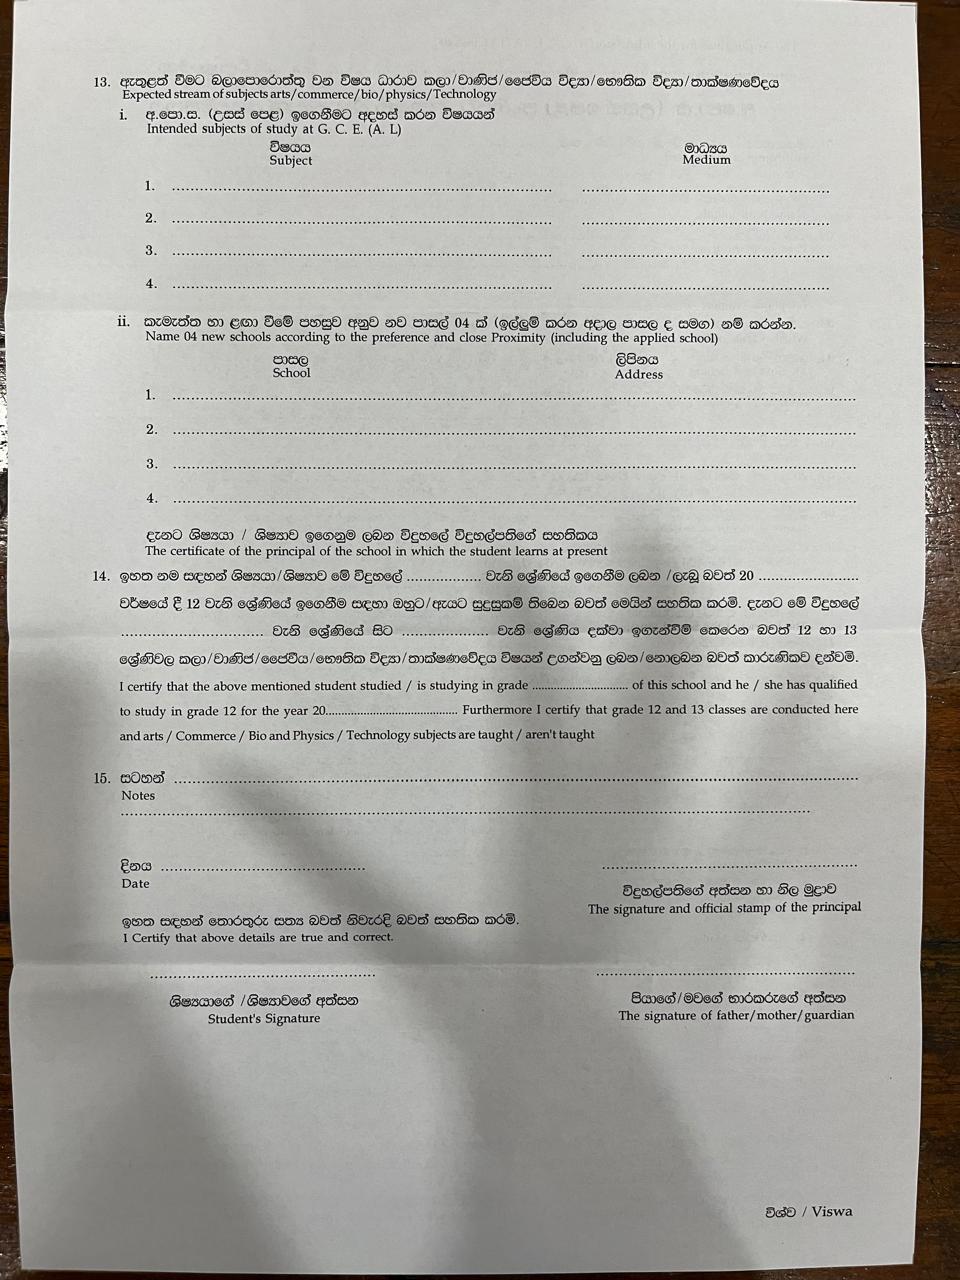 13. ඇතුළත් වීමට බලාපොරොත්තු වන විෂය ධාරාව කලා/වාණිජ/ජෛවීය විද්‍යා/භෞතික විද්‍යා/තාක්ෂණවේදය
Expected stream of subjects arts/commerce/bio/physics/Technology
i. අ.පො.ස. (උසස් පෙළ) ඉගෙනීමට අදහස් කරන විෂයයන්
Intended subjects of study at G. C. E. (A. L)
විෂයය මාධ්‍යය
Subject Medium
1. ........................................ ........................................
2. ........................................ ........................................
3. ........................................ ........................................
4. ........................................ ........................................
ii. කැමැත්ත හා ළඟා වීමේ පහසුව අනුව නව පාසල් 04 ක් (ඉල්ලුම් කරන අදාල පාසල ද සමග) නම් කරන්න.
Name 04 new schools according to the preference and close Proximity (including the applied school)
පාසල ලිපිනය
School Address
1. ........................................
2. ........................................
3. ........................................
4. ........................................
දැනට ශිෂ්‍යයා / ශිෂ්‍යාව ඉගෙනුම ලබන විදුහලේ විදුහල්පතිගේ සහතිකය
The certificate of the principal of the school in which the student learns at present
14. ඉහත නම සඳහන් ශිෂ්‍යයා/ශිෂ්‍යාව මේ විදුහලේ .................. වැනි ශ්‍රේණියේ ඉගෙනීම ලබන /ලැබූ බවත් 20 ......................
වර්ෂයේ දී 12 වැනි ශ්‍රේණියේ ඉගෙනීම සඳහා ඔහුට/ඇයට සුදුසුකම් තිබෙන බවත් මෙයින් සහතික කරමි. දැනට මේ විදුහලේ
............................... වැනි ශ්‍රේණියේ සිට ................... වැනි ශ්‍රේණිය දක්වා ඉගැන්වීම් කෙරෙන බවත් 12 හා 13
ශ්‍රේණිවල කලා/වාණිජ/ජෛවීය/භෞතික විද්‍යා/තාක්ෂණවේදය විෂයන් උගන්වනු ලබන/නොලබන බවත් කාරුණිකව දන්වමි.
I certify that the above mentioned student studied / is studying in grade .............................. of this school and he / she has qualified
to study in grade 12 for the year 20.......................................... Furthermore I certify that grade 12 and 13 classes are conducted here
and arts / Commerce / Bio and Physics / Technology subjects are taught / aren't taught
15. සටහන් ........................................
Notes
........................................
දිනය ........................................ ........................................
Date
විදුහල්පතිගේ අත්සන හා නිල මුද්‍රාව
The signature and official stamp of the principal
ඉහත සඳහන් තොරතුරු සත්‍ය බවත් නිවැරදි බවත් සහතික කරමි.
I Certify that above details are true and correct.
........................................ ........................................
ශිෂ්‍යයාගේ /ශිෂ්‍යාවගේ අත්සන පියාගේ/මවගේ භාරකරුගේ අත්සන
Student's Signature The signature of father/mother/guardian
විශ්ව / Viswa